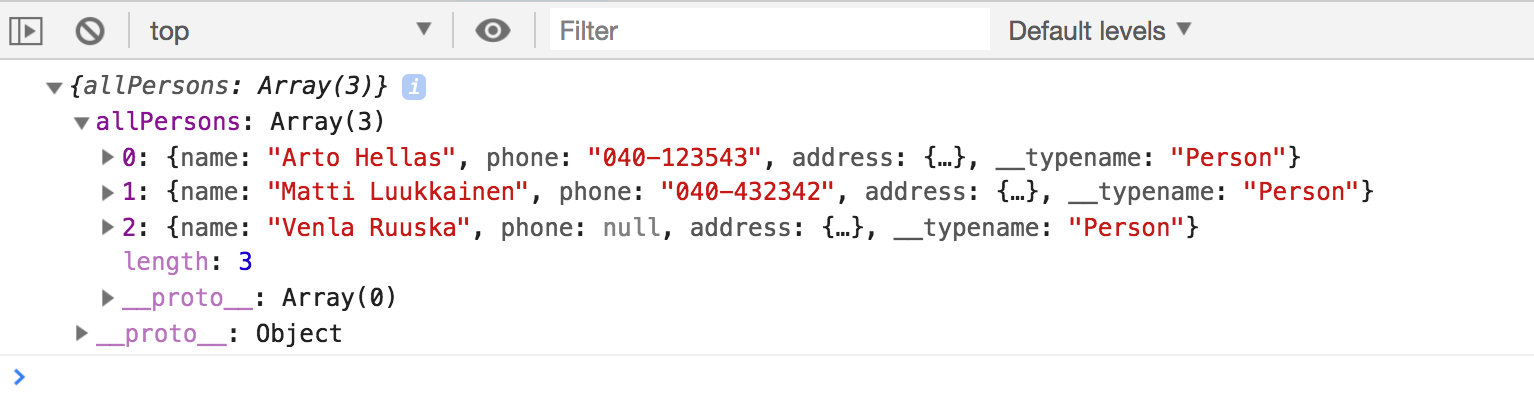 top Filter Default levels
{allPersons: Array(3)} i
allPersons: Array(3)
0: {name: "Arto Hellas", phone: "040-123543", address: {…}, __typename: "Person"}
1: {name: "Matti Luukkainen", phone: "040-432342", address: {…}, __typename: "Person"}
2: {name: "Venla Ruuska", phone: null, address: {…}, __typename: "Person"}
length: 3
__proto__: Array(0)
__proto__: Object